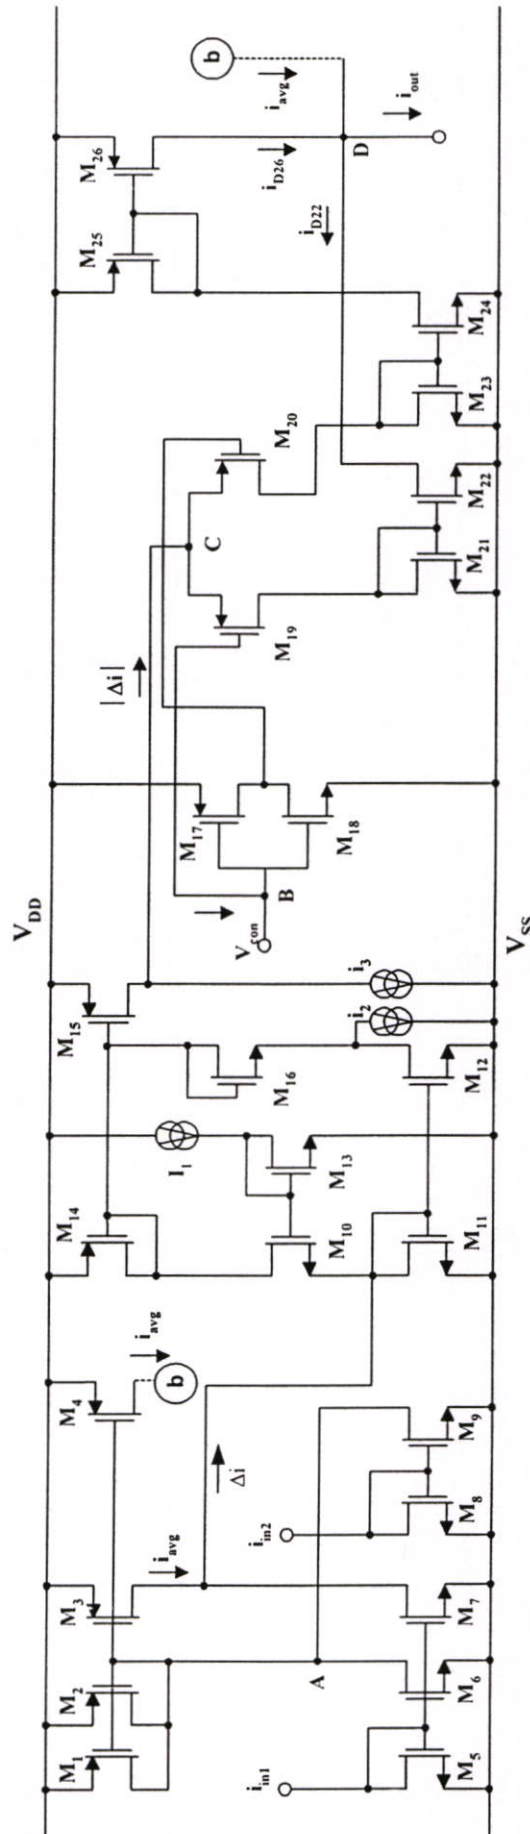 V_DD
M_1
M_2
M_3
M_4
i_avg
i_avg
b
Δi
A
i_in1
i_in2
M_5
M_6
M_7
M_8
M_9
M_14
M_15
I_1
M_10
M_13
M_16
i_2
i_3
M_11
M_12
V_con
B
M_17
M_18
|Δi|
C
M_19
M_20
M_21
M_22
M_23
M_24
M_25
M_26
i_D26
i_D22
b
i_avg
D
i_out
V_SS